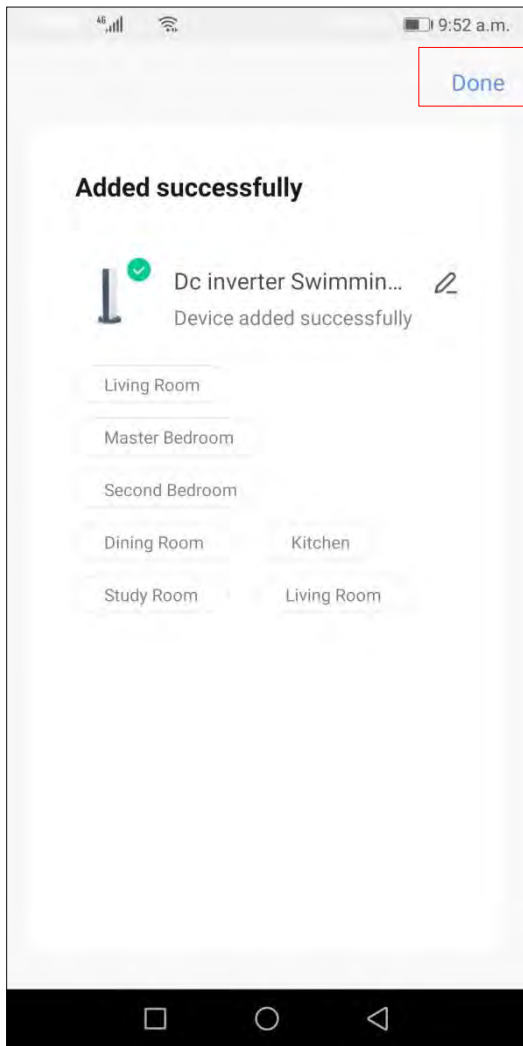 4G 9:52 a.m.
Done
Added successfully
Dc inverter Swimmin...
Device added successfully
Living Room
Master Bedroom
Second Bedroom
Dining Room Kitchen
Study Room Living Room